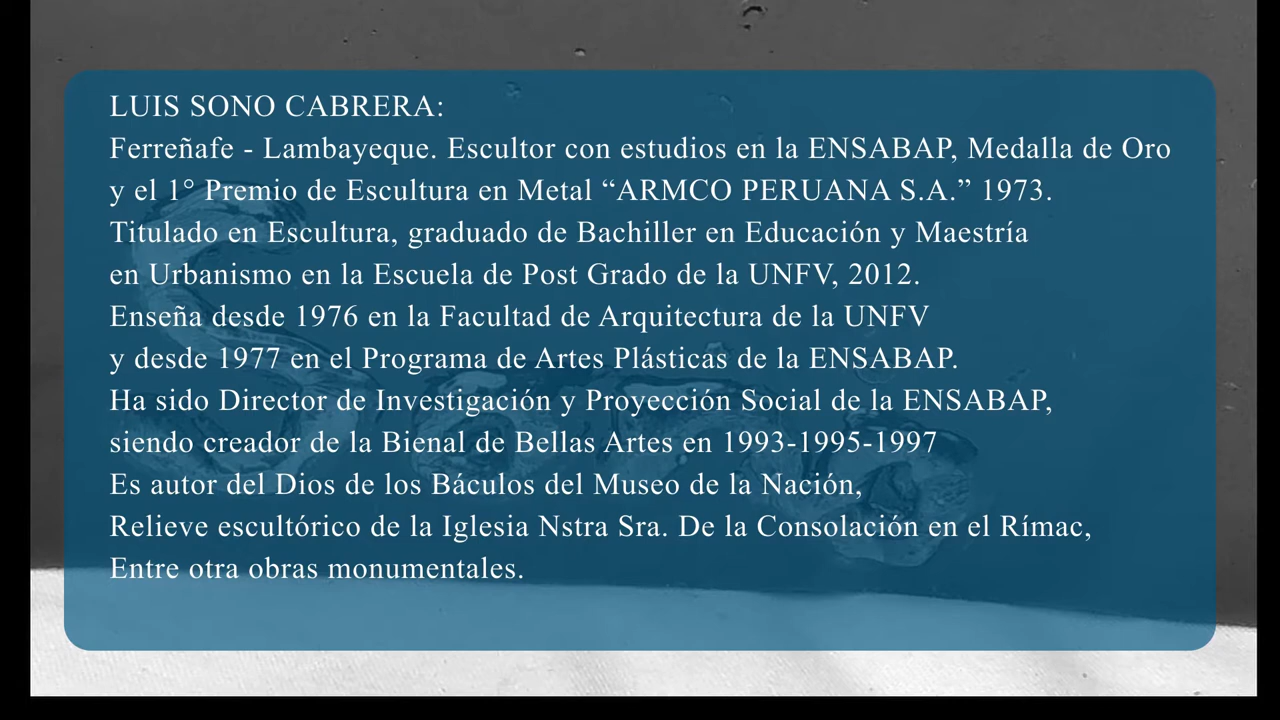 LUIS SONO CABRERA:
Ferreñafe - Lambayeque. Escultor con estudios en la ENSABAP, Medalla de Oro
y el 1° Premio de Escultura en Metal “ARMCO PERUANA S.A.” 1973.
Titulado en Escultura, graduado de Bachiller en Educación y Maestría
en Urbanismo en la Escuela de Post Grado de la UNFV, 2012.
Enseña desde 1976 en la Facultad de Arquitectura de la UNFV
y desde 1977 en el Programa de Artes Plásticas de la ENSABAP.
Ha sido Director de Investigación y Proyección Social de la ENSABAP,
siendo creador de la Bienal de Bellas Artes en 1993-1995-1997
Es autor del Dios de los Báculos del Museo de la Nación,
Relieve escultórico de la Iglesia Nstra Sra. De la Consolación en el Rímac,
Entre otra obras monumentales.